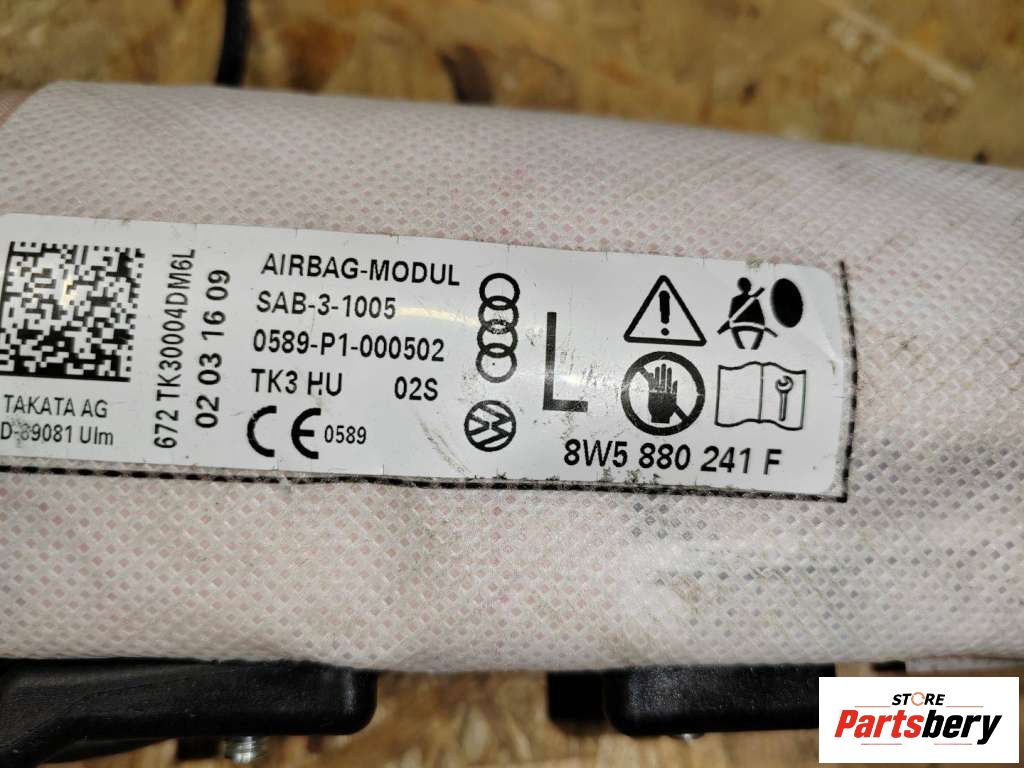 AIRBAG-MODUL
SAB-3-1005
0589-P1-000502
TK3 HU 02S
CE 0589
672 TK30004DM6L
02 03 16 09
TAKATA AG
D-89081 Ulm
L
8W5 880 241 F
STORE
Partsbery